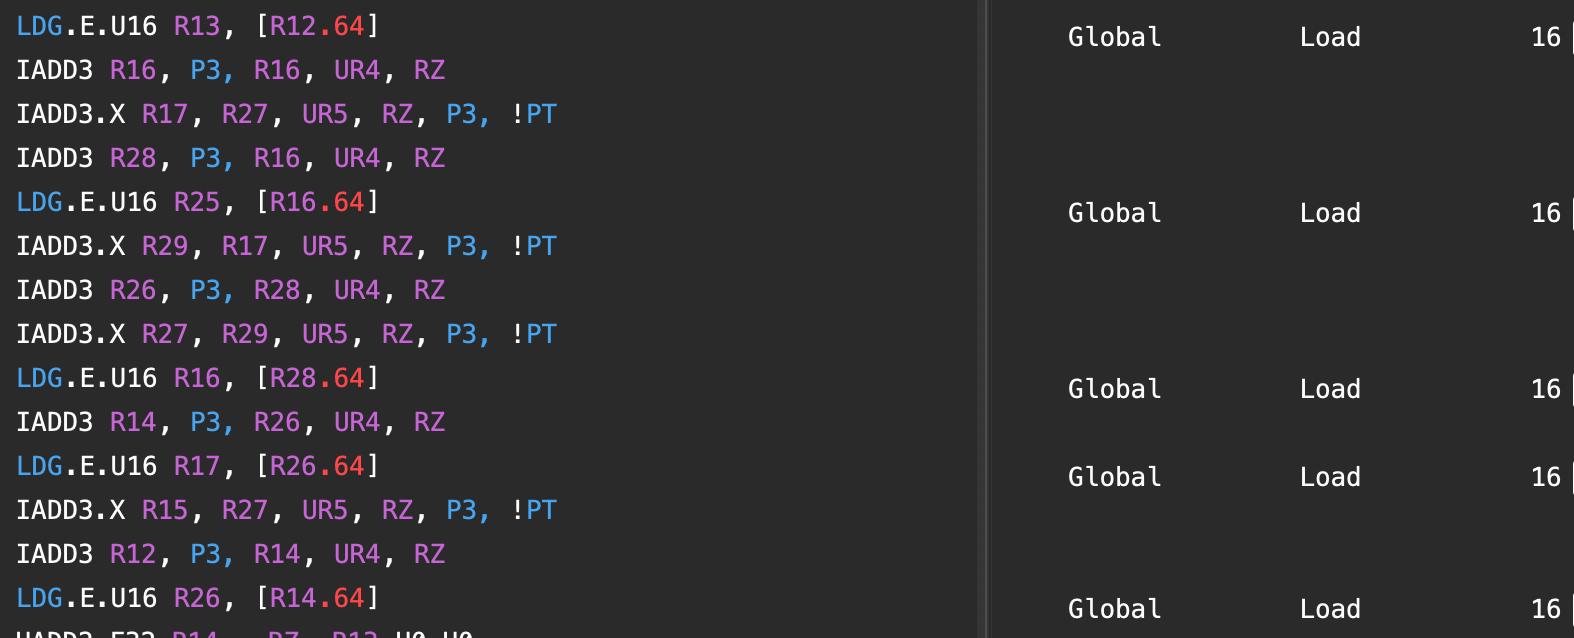 LDG.E.U16 R13, [R12.64] Global Load 16
IADD3 R16, P3, R16, UR4, RZ
IADD3.X R17, R27, UR5, RZ, P3, !PT
IADD3 R28, P3, R16, UR4, RZ
LDG.E.U16 R25, [R16.64] Global Load 16
IADD3.X R29, R17, UR5, RZ, P3, !PT
IADD3 R26, P3, R28, UR4, RZ
IADD3.X R27, R29, UR5, RZ, P3, !PT
LDG.E.U16 R16, [R28.64] Global Load 16
IADD3 R14, P3, R26, UR4, RZ
LDG.E.U16 R17, [R26.64] Global Load 16
IADD3.X R15, R27, UR5, RZ, P3, !PT
IADD3 R12, P3, R14, UR4, RZ
LDG.E.U16 R26, [R14.64] Global Load 16